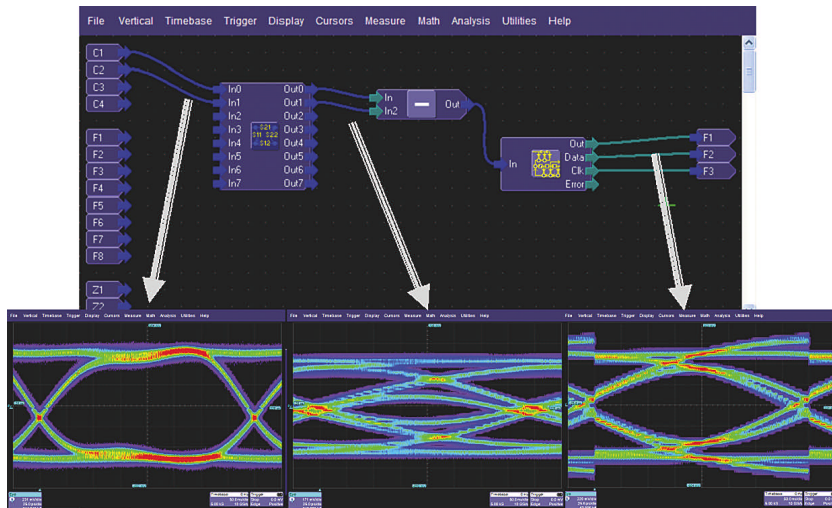 File Vertical Timebase Trigger Display Cursors Measure Math Analysis Utilities Help
C1
C2
C3
C4
F1
F2
F3
F4
F5
F6
F7
F8
Z1
Z2
In0 Out0
In1 Out1
In2 Out2
In3 Out3
In4 Out4
In5 Out5
In6 Out6
In7 Out7
S21
S11 S22
S12
In Out
In2
In
Out
Data
Clk
Error
F1
F2
F3
File Vertical Timebase Trigger Display Cursors Measure Math Analysis Utilities Help
File Vertical Timebase Trigger Display Cursors Measure Math Analysis Utilities Help
File Vertical Timebase Trigger Display Cursors Measure Math Analysis Utilities Help
Timebase
Trigger
Timebase
Trigger
Timebase
Trigger